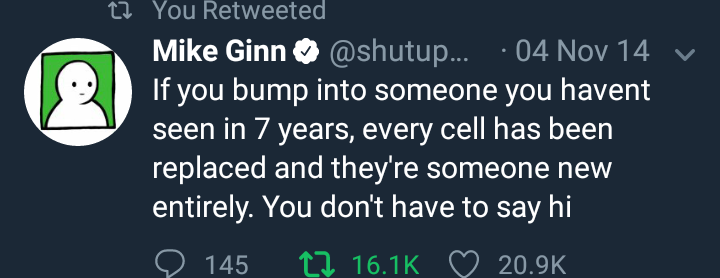 You Retweeted
Mike Ginn @shutup... · 04 Nov 14
If you bump into someone you havent
seen in 7 years, every cell has been
replaced and they're someone new
entirely. You don't have to say hi
145 16.1K 20.9K